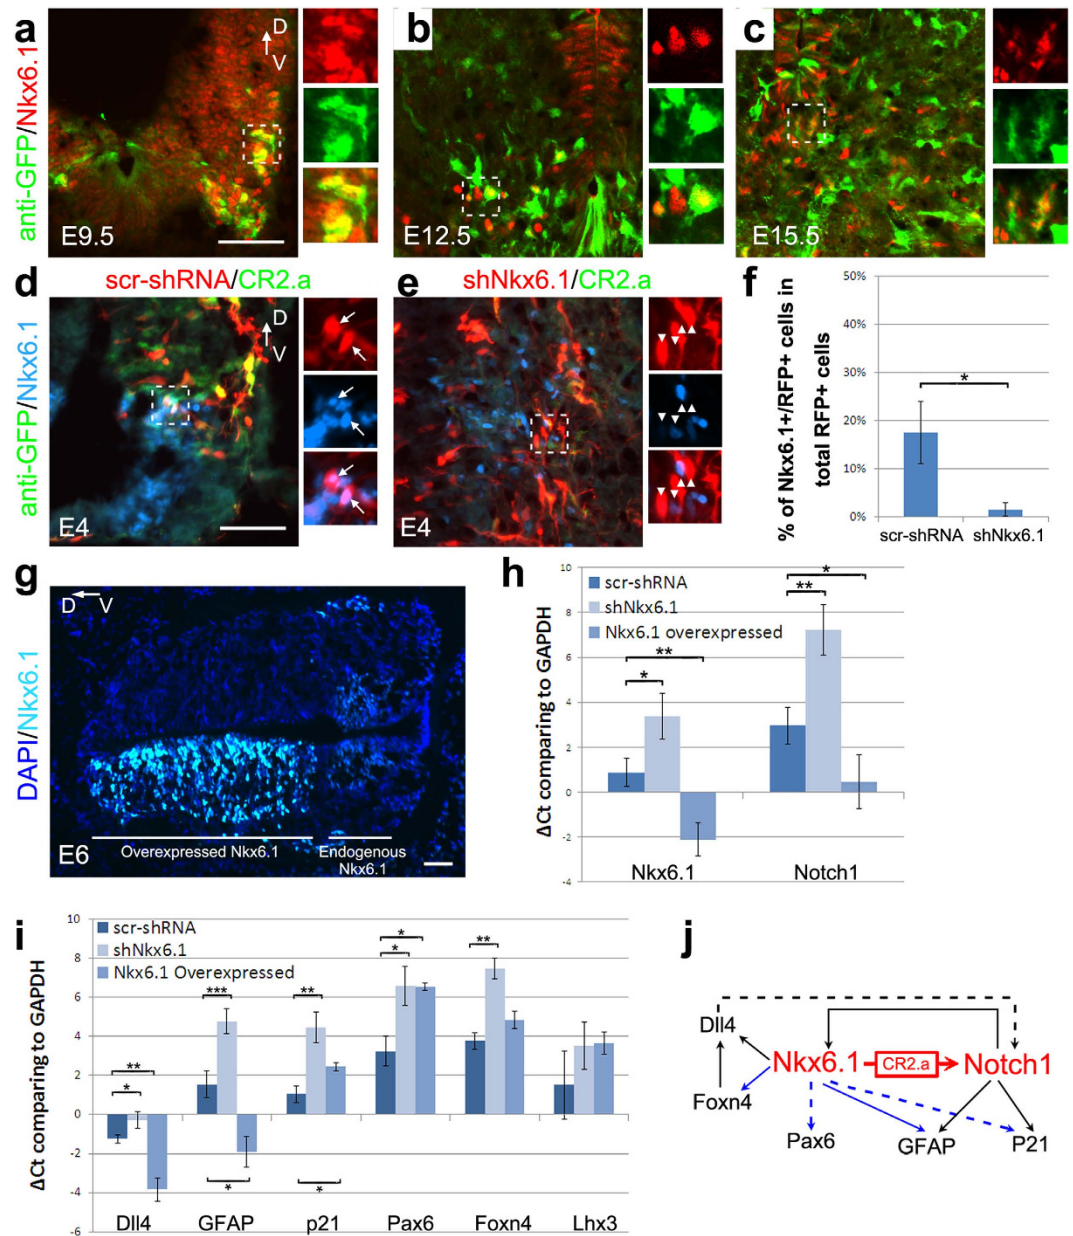 a
b
c
anti-GFP/Nkx6.1
D
V
E9.5
E12.5
E15.5
scr-shRNA/CR2.a
shNkx6.1/CR2.a
d
e
f
anti-GFP/Nkx6.1
D
V
E4
E4
% of Nkx6.1+/RFP+ cells in
total RFP+ cells
50%
40%
30%
20%
10%
0%
*
scr-shRNA
shNkx6.1
g
D
V
DAPI/Nkx6.1
E6
Overexpressed Nkx6.1
Endogenous
Nkx6.1
h
ΔCt comparing to GAPDH
10
8
6
4
2
0
-2
-4
scr-shRNA
shNkx6.1
Nkx6.1 overexpressed
**
*
*
**
Nkx6.1
Notch1
i
ΔCt comparing to GAPDH
10
8
6
4
2
0
-2
-4
-6
scr-shRNA
shNkx6.1
Nkx6.1 Overexpressed
**
*
***
*
**
*
*
*
**
Dll4
GFAP
p21
Pax6
Foxn4
Lhx3
j
Dll4
Nkx6.1
CR2.a
Notch1
Foxn4
Pax6
GFAP
P21